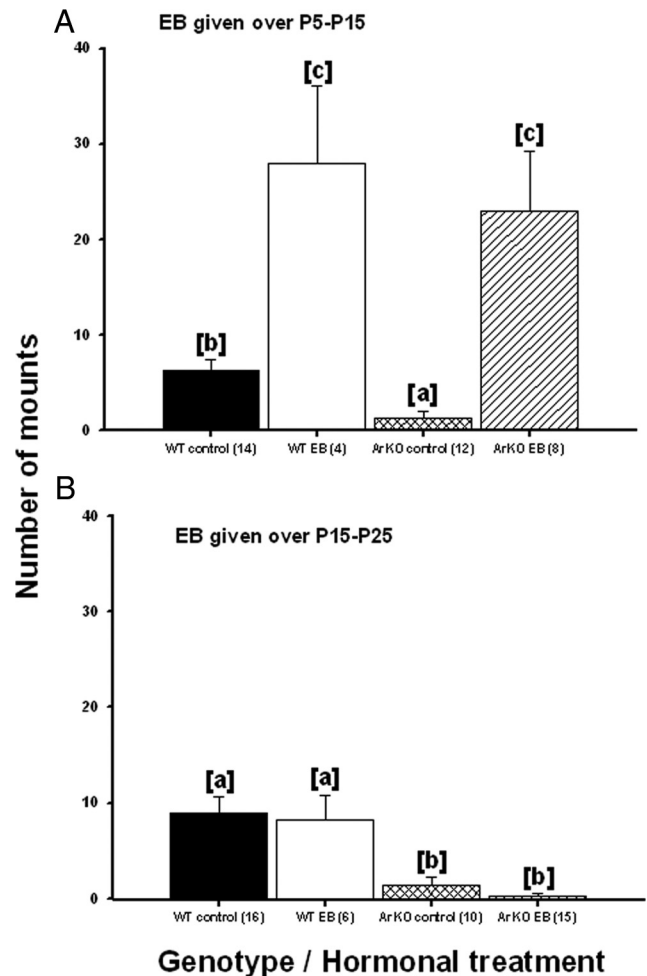 A
EB given over P5-P15
40
[c]
30
[c]
20
10
[b]
[a]
0
WT control (14) WT EB (4) ArKO control (12) ArKO EB (8)
Number of mounts
B
40
EB given over P15-P25
30
20
10
[a] [a]
[b] [b]
0
WT control (16) WT EB (6) ArKO control (10) ArKO EB (15)
Genotype / Hormonal treatment